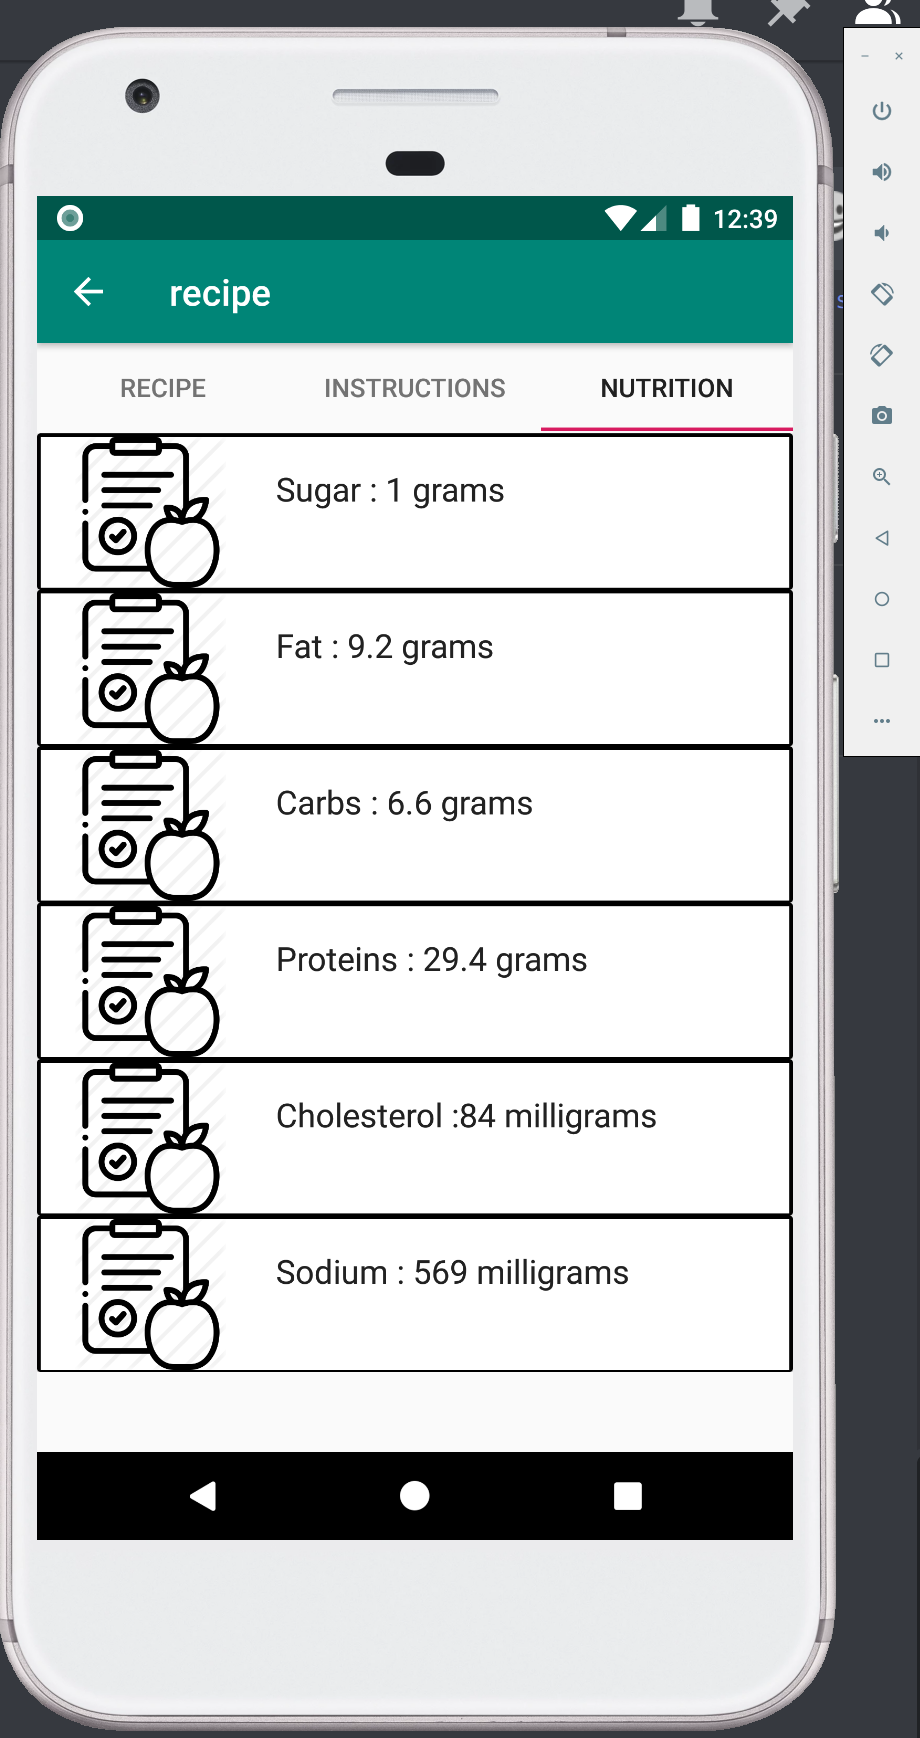 12:39
recipe
RECIPE INSTRUCTIONS NUTRITION
Sugar : 1 grams
Fat : 9.2 grams
Carbs : 6.6 grams
Proteins : 29.4 grams
Cholesterol :84 milligrams
Sodium : 569 milligrams